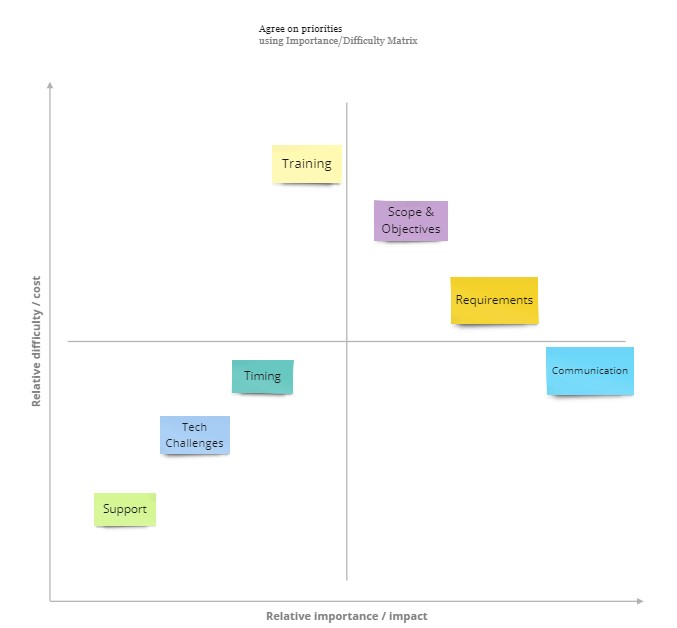 Agree on priorities
using Importance/Difficulty Matrix
Training
Scope &
Objectives
Requirements
Relative difficulty / cost
Communication
Timing
Tech
Challenges
Support
Relative importance / impact